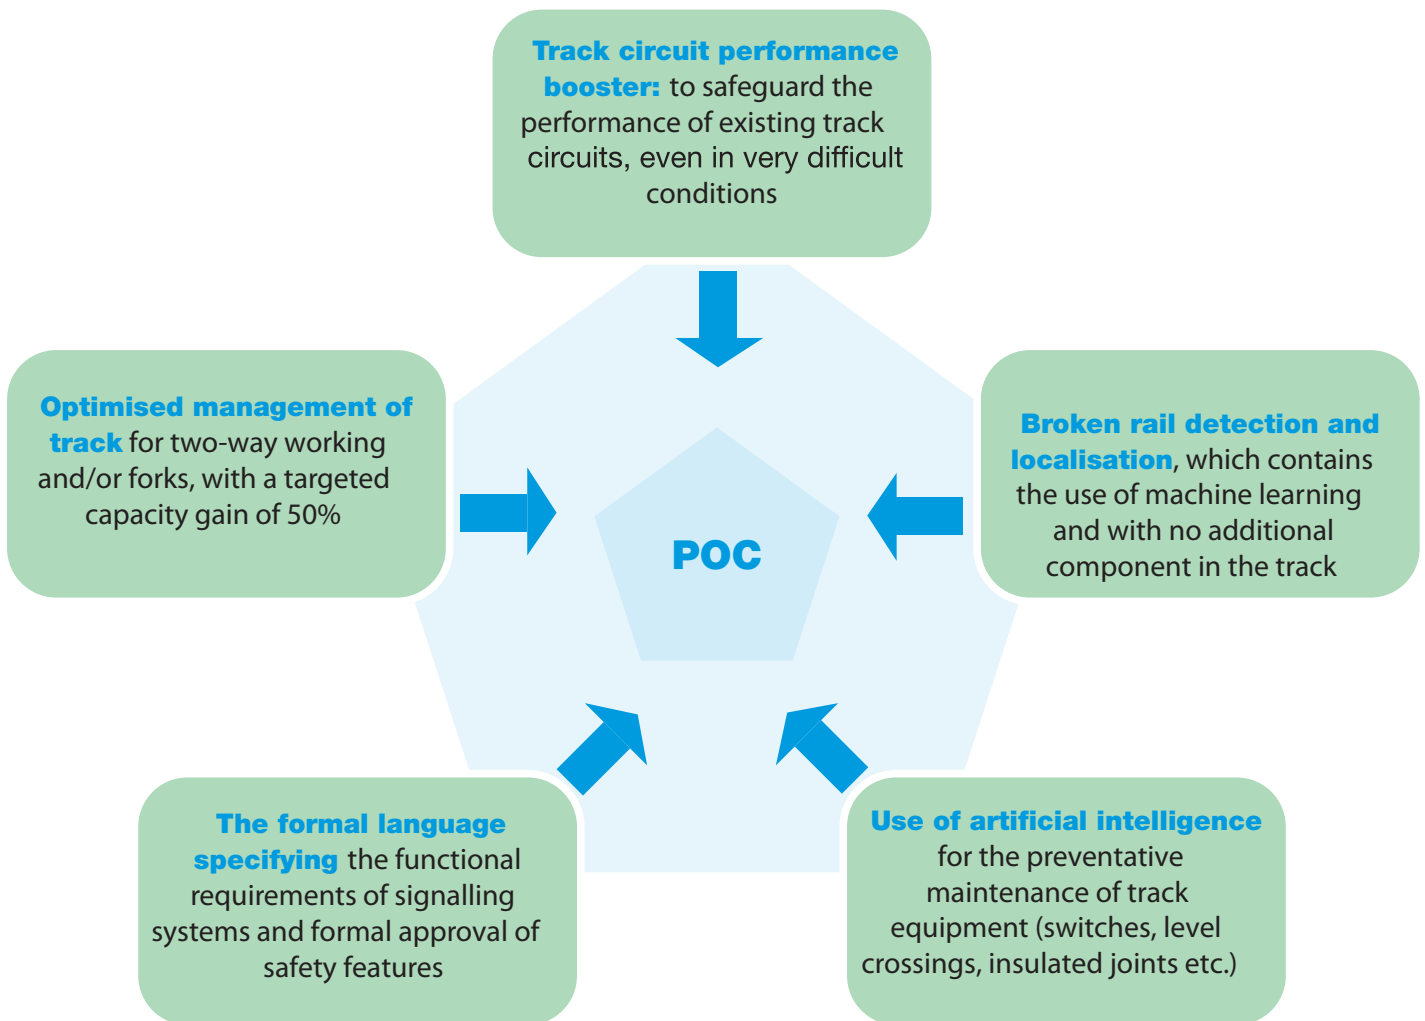 Track circuit performance
booster: to safeguard the
performance of existing track
circuits, even in very difficult
conditions
Optimised management of
track for two-way working
and/or forks, with a targeted
capacity gain of 50%
Broken rail detection and
localisation, which contains
the use of machine learning
and with no additional
component in the track
POC
The formal language
specifying the functional
requirements of signalling
systems and formal approval of
safety features
Use of artificial intelligence
for the preventative
maintenance of track
equipment (switches, level
crossings, insulated joints etc.)